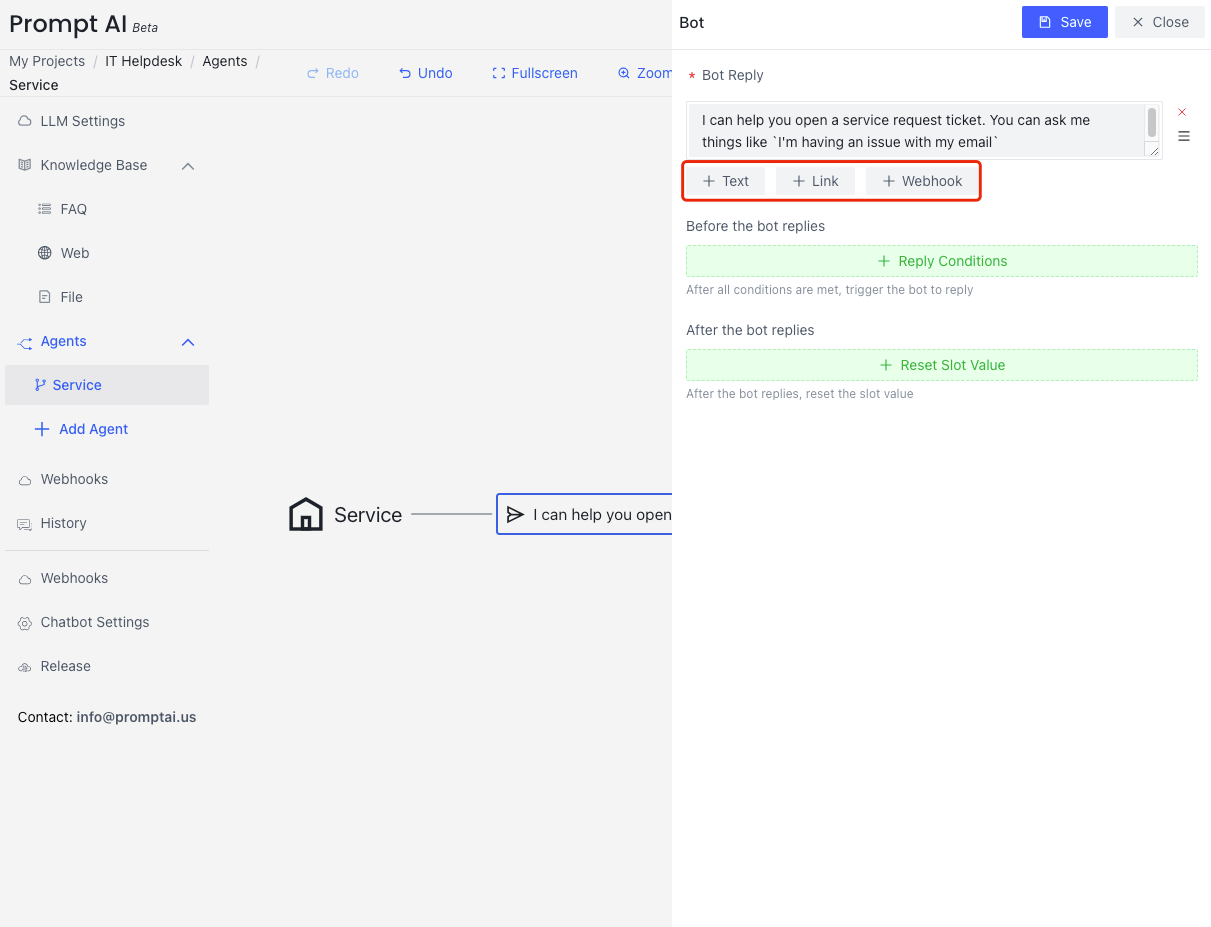 Prompt AI Beta
My Projects / IT Helpdesk / Agents /
Service
Redo
Undo
Fullscreen
Zoom
LLM Settings
Knowledge Base
FAQ
Web
File
Agents
Service
Add Agent
Webhooks
History
Webhooks
Chatbot Settings
Release
Contact: info@promptai.us
Service
I can help you open
Bot
Save
Close
* Bot Reply
I can help you open a service request ticket. You can ask me
things like `I'm having an issue with my email`
+ Text
+ Link
+ Webhook
Before the bot replies
+ Reply Conditions
After all conditions are met, trigger the bot to reply
After the bot replies
+ Reset Slot Value
After the bot replies, reset the slot value